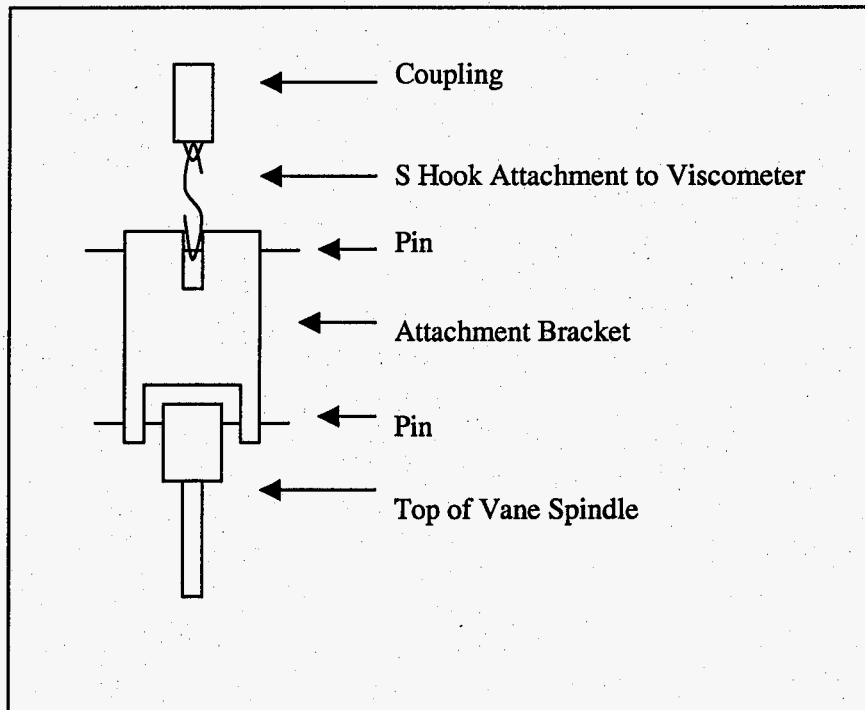 Coupling
S Hook Attachment to Viscometer
Pin
Attachment Bracket
Pin
Top of Vane Spindle